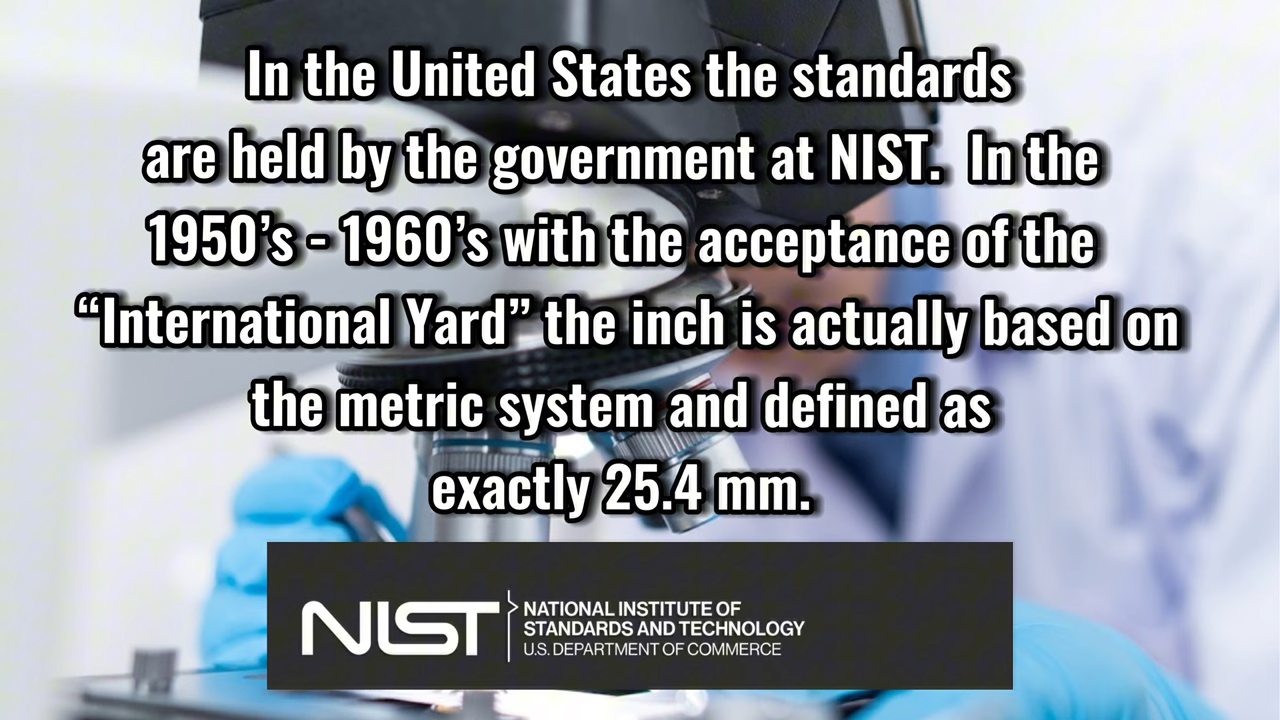 In the United States the standards
are held by the government at NIST.  In the
1950’s - 1960’s with the acceptance of the
“International Yard” the inch is actually based on
the metric system and defined as
exactly 25.4 mm.
NIST
NATIONAL INSTITUTE OF
STANDARDS AND TECHNOLOGY
U.S. DEPARTMENT OF COMMERCE